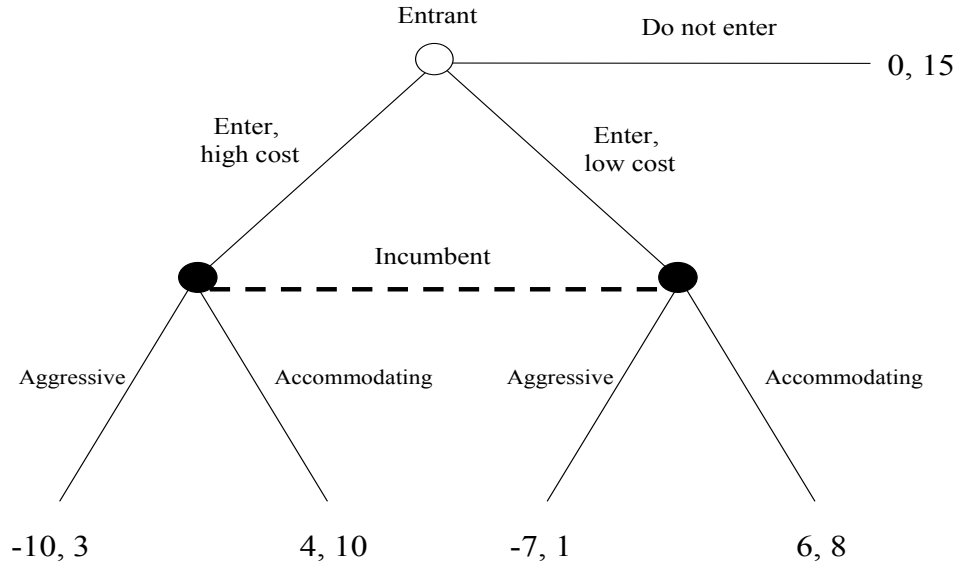 Entrant
Do not enter
0, 15
Enter,
high cost
Enter,
low cost
Incumbent
Aggressive
Accommodating
Aggressive
Accommodating
-10, 3
4, 10
-7, 1
6, 8